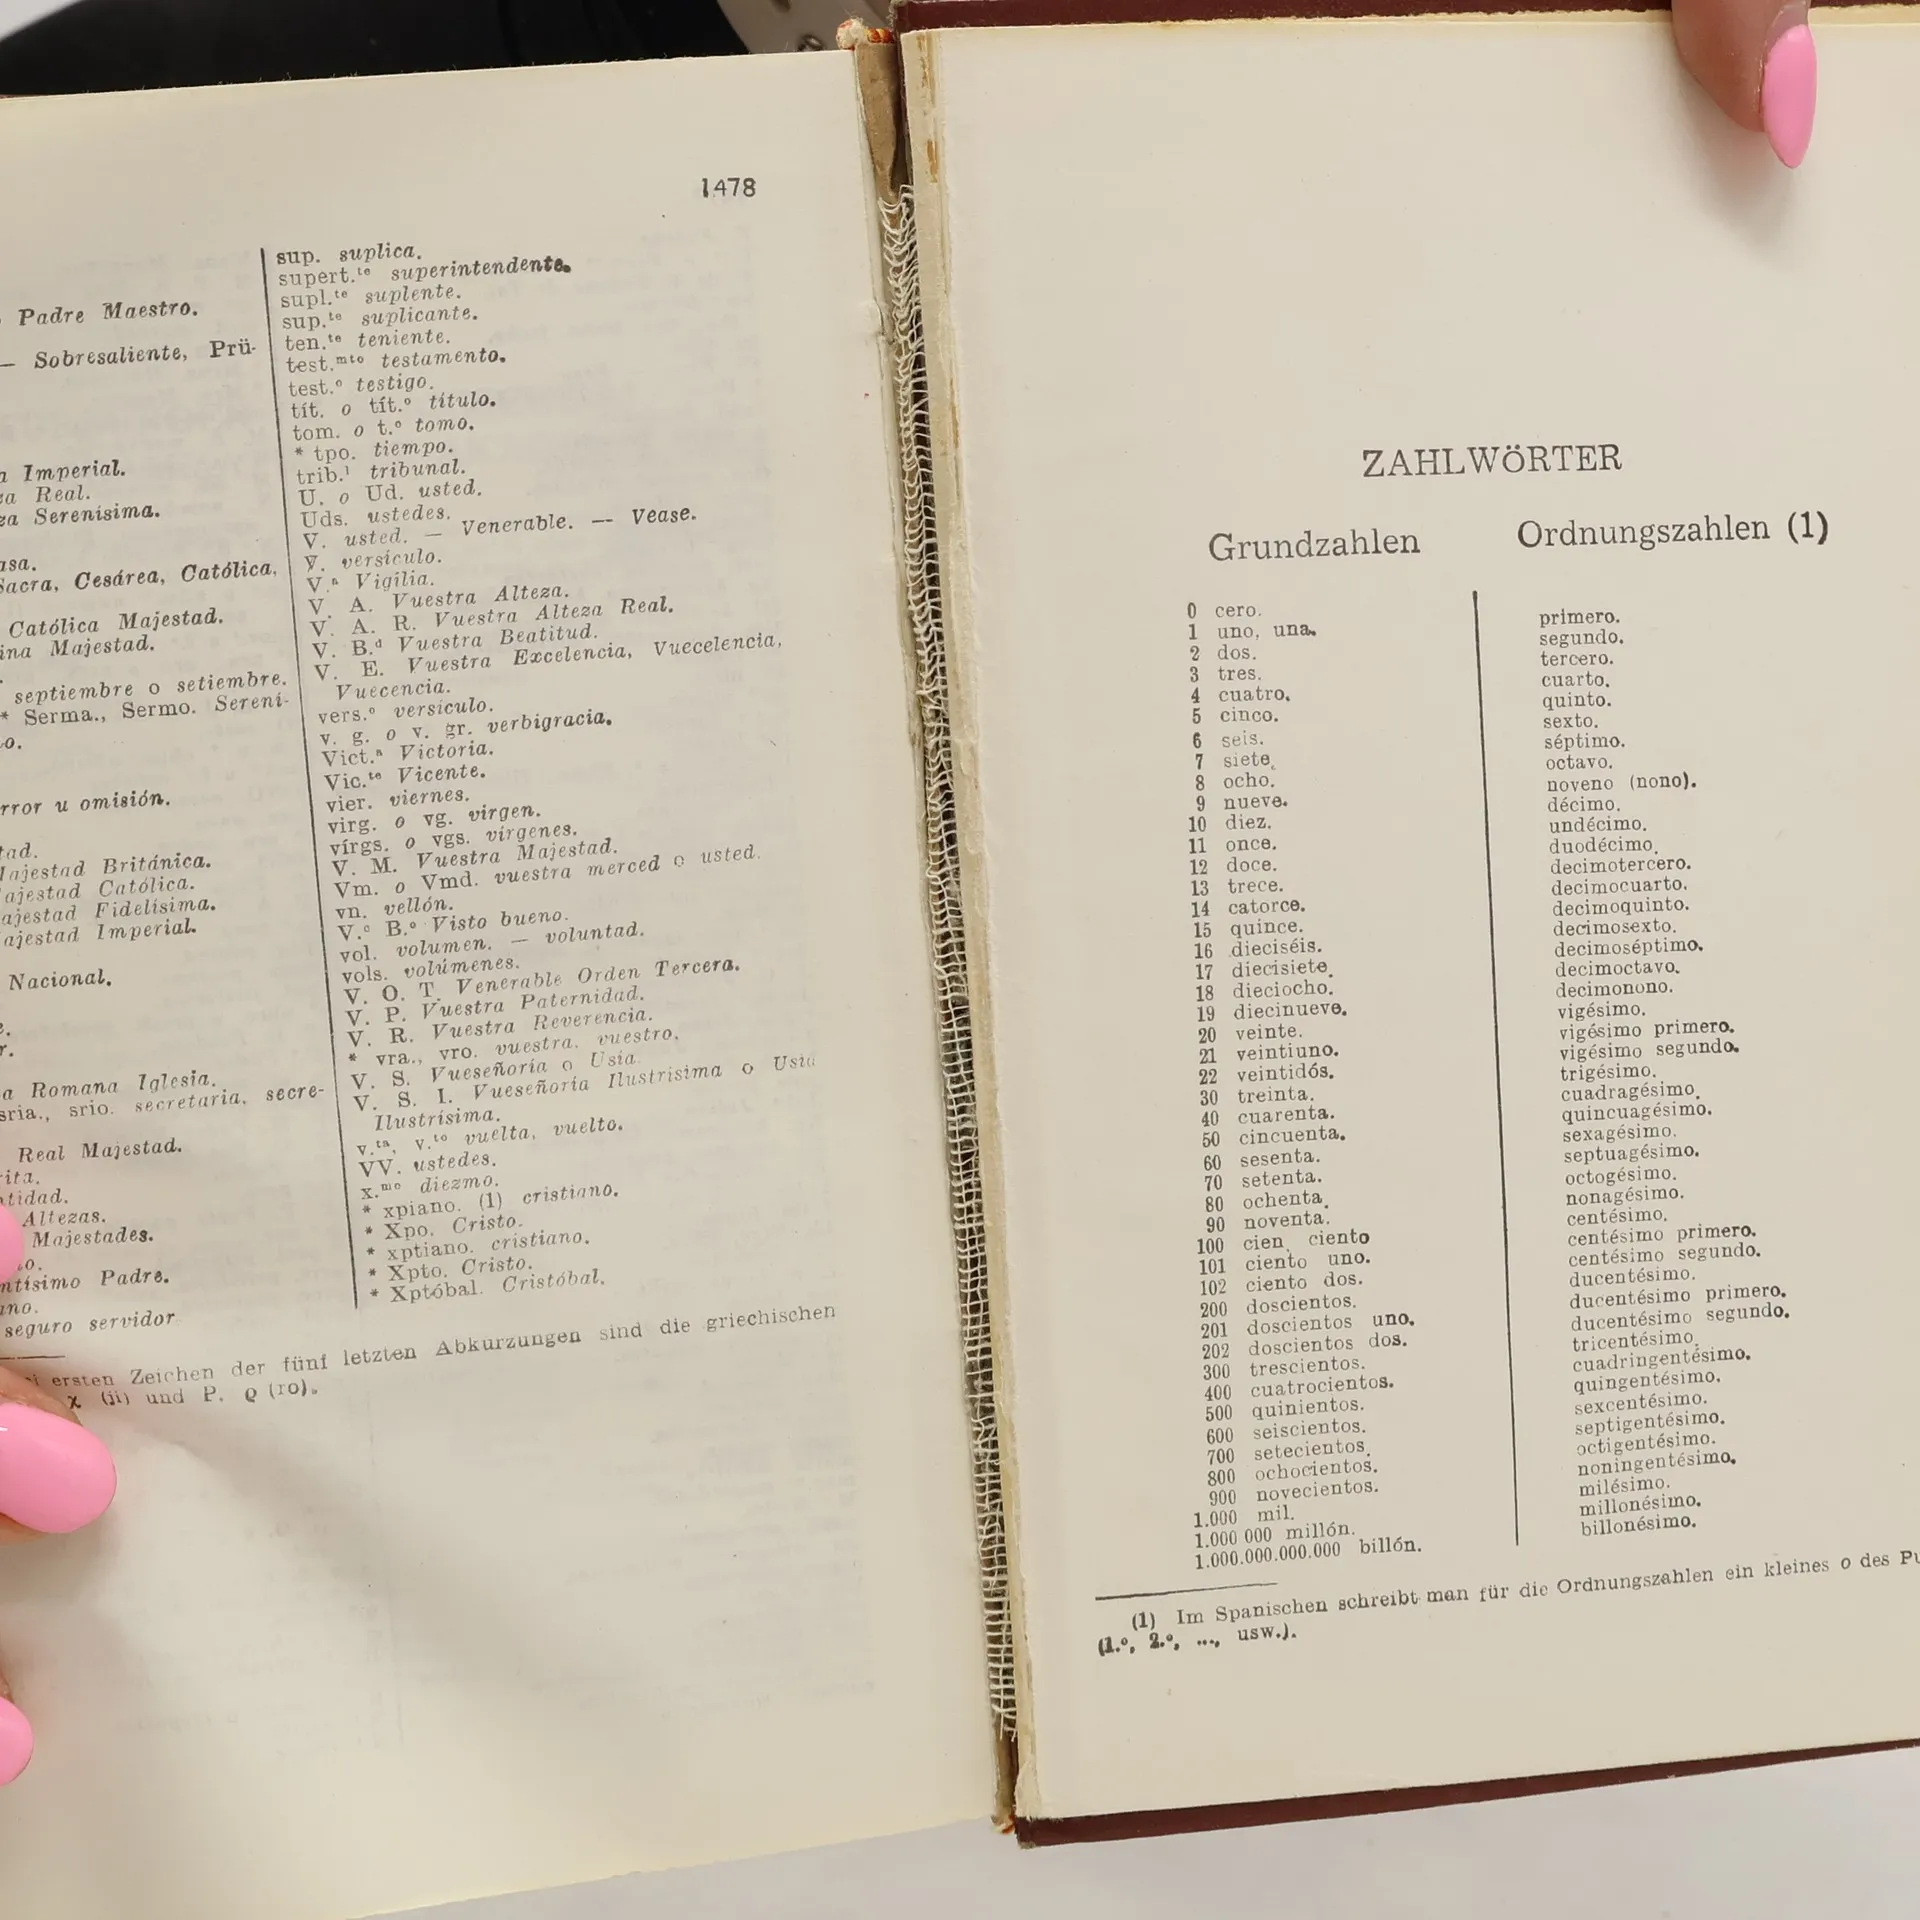 1478
Padre Maestro.
— Sobresaliente, Prü-
Imperial.
Real.
Serenísima.
Sacra, Cesárea, Católica,
Católica Majestad.
Majestad.
septiembre o setiembre.
* Serma., Sermo. Sereni-
u omisión.
Majestad Británica.
Majestad Católica.
Majestad Fidelísima.
Majestad Imperial.
Nacional.
Romana Iglesia.
sria., srio. secretaria, secre-
Real Majestad.
Altezas.
Majestades.
Padre.
seguro servidor
sup. suplica.
supert.ᵗᵉ superintendente.
supl.ᵗᵉ suplente.
sup.ᵗᵉ suplicante.
ten.ᵗᵉ teniente.
test.ᵐᵗᵒ testamento.
test.º testigo.
tít. o tít.º título.
tom. o t.º tomo.
* tpo. tiempo.
trib.ˡ tribunal.
U. o Ud. usted.
Uds. ustedes.
V. usted. — Venerable. — Vease.
℣. versículo.
V.ª Vigilia.
V. A. Vuestra Alteza.
V. A. R. Vuestra Alteza Real.
V. B.ᵈ Vuestra Beatitud.
V. E. Vuestra Excelencia, Vuecelencia,
Vuecencia.
vers.º versículo.
v. g. o v. gr. verbigracia.
Vict.ª Victoria.
Vic.ᵗᵉ Vicente.
vier. viernes.
virg. o vg. virgen.
vírgs. o vgs. vírgenes.
V. M. Vuestra Majestad.
Vm. o Vmd. vuestra merced o usted.
vn. vellón.
V.º B.º Visto bueno.
vol. volumen. — voluntad.
vols. volúmenes.
V. O. T. Venerable Orden Tercera.
V. P. Vuestra Paternidad.
V. R. Vuestra Reverencia.
* vra., vro. vuestra, vuestro.
V. S. Vueseñoría o Usía.
V. S. I. Vueseñoría Ilustrísima o Usía
Ilustrísima.
v.ᵗᵃ, v.ᵗᵒ vuelta, vuelto.
VV. ustedes.
x.ᵐᵒ diezmo.
* xpiano. (1) cristiano.
* Xpo. Cristo.
* xptiano. cristiano.
* Xpto. Cristo.
* Xptóbal. Cristóbal.
ersten Zeichen der fünf letzten Abkürzungen sind die griechischen
χ (ji) und P. ϱ (ro).
ZAHLWÖRTER
Grundzahlen
0 cero.
1 uno, una.
2 dos.
3 tres.
4 cuatro.
5 cinco.
6 seis.
7 siete.
8 ocho.
9 nueve.
10 diez.
11 once.
12 doce.
13 trece.
14 catorce.
15 quince.
16 dieciséis.
17 diecisiete.
18 dieciocho.
19 diecinueve.
20 veinte.
21 veintiuno.
22 veintidós.
30 treinta.
40 cuarenta.
50 cincuenta.
60 sesenta.
70 setenta.
80 ochenta.
90 noventa.
100 cien, ciento
101 ciento uno.
102 ciento dos.
200 doscientos.
201 doscientos uno.
202 doscientos dos.
300 trescientos.
400 cuatrocientos.
500 quinientos.
600 seiscientos.
700 setecientos.
800 ochocientos.
900 novecientos.
1.000 mil.
1.000 000 millón.
1.000.000.000.000 billón.
Ordnungszahlen (1)
primero.
segundo.
tercero.
cuarto.
quinto.
sexto.
séptimo.
octavo.
noveno (nono).
décimo.
undécimo.
duodécimo.
decimotercero.
decimocuarto.
decimoquinto.
decimosexto.
decimoséptimo.
decimoctavo.
decimonono.
vigésimo.
vigésimo primero.
vigésimo segundo.
trigésimo.
cuadragésimo.
quincuagésimo.
sexagésimo.
septuagésimo.
octogésimo.
nonagésimo.
centésimo.
centésimo primero.
centésimo segundo.
ducentésimo.
ducentésimo primero.
ducentésimo segundo.
tricentésimo.
cuadringentésimo.
quingentésimo.
sexcentésimo.
septigentésimo.
octigentésimo.
noningentésimo.
milésimo.
millonésimo.
billonésimo.
(1) Im Spanischen schreibt man für die Ordnungszahlen ein kleines o des
(1.º, 2.º, ..., usw.).